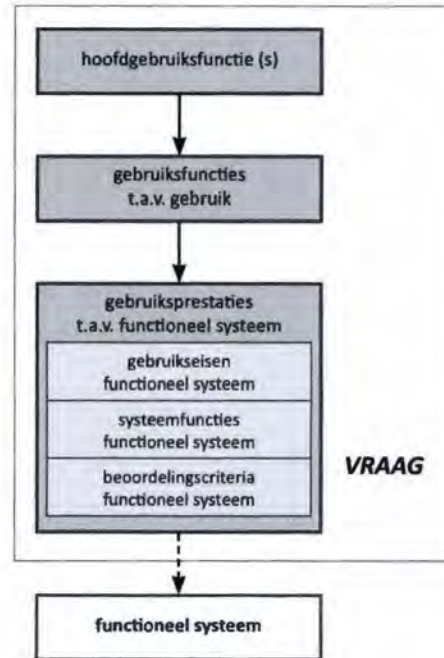 hoofdgebruiksfunctie (s)
gebruiksfuncties
t.a.v. gebruik
gebruiksprestaties
t.a.v. functioneel systeem
gebruikseisen
functioneel systeem
systeemfuncties
functioneel systeem
beoordelingscriteria
functioneel systeem
VRAAG
functioneel systeem